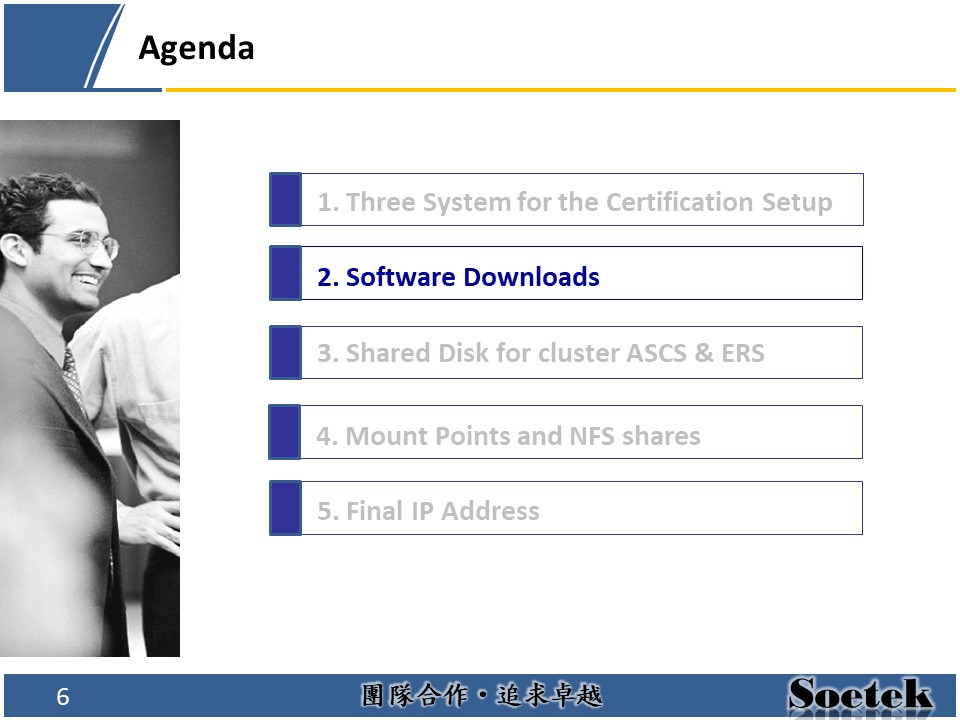 Agenda
1. Three System for the Certification Setup
2. Software Downloads
3. Shared Disk for cluster ASCS & ERS
4. Mount Points and NFS shares
5. Final IP Address
6
團隊合作・追求卓越
Soetek